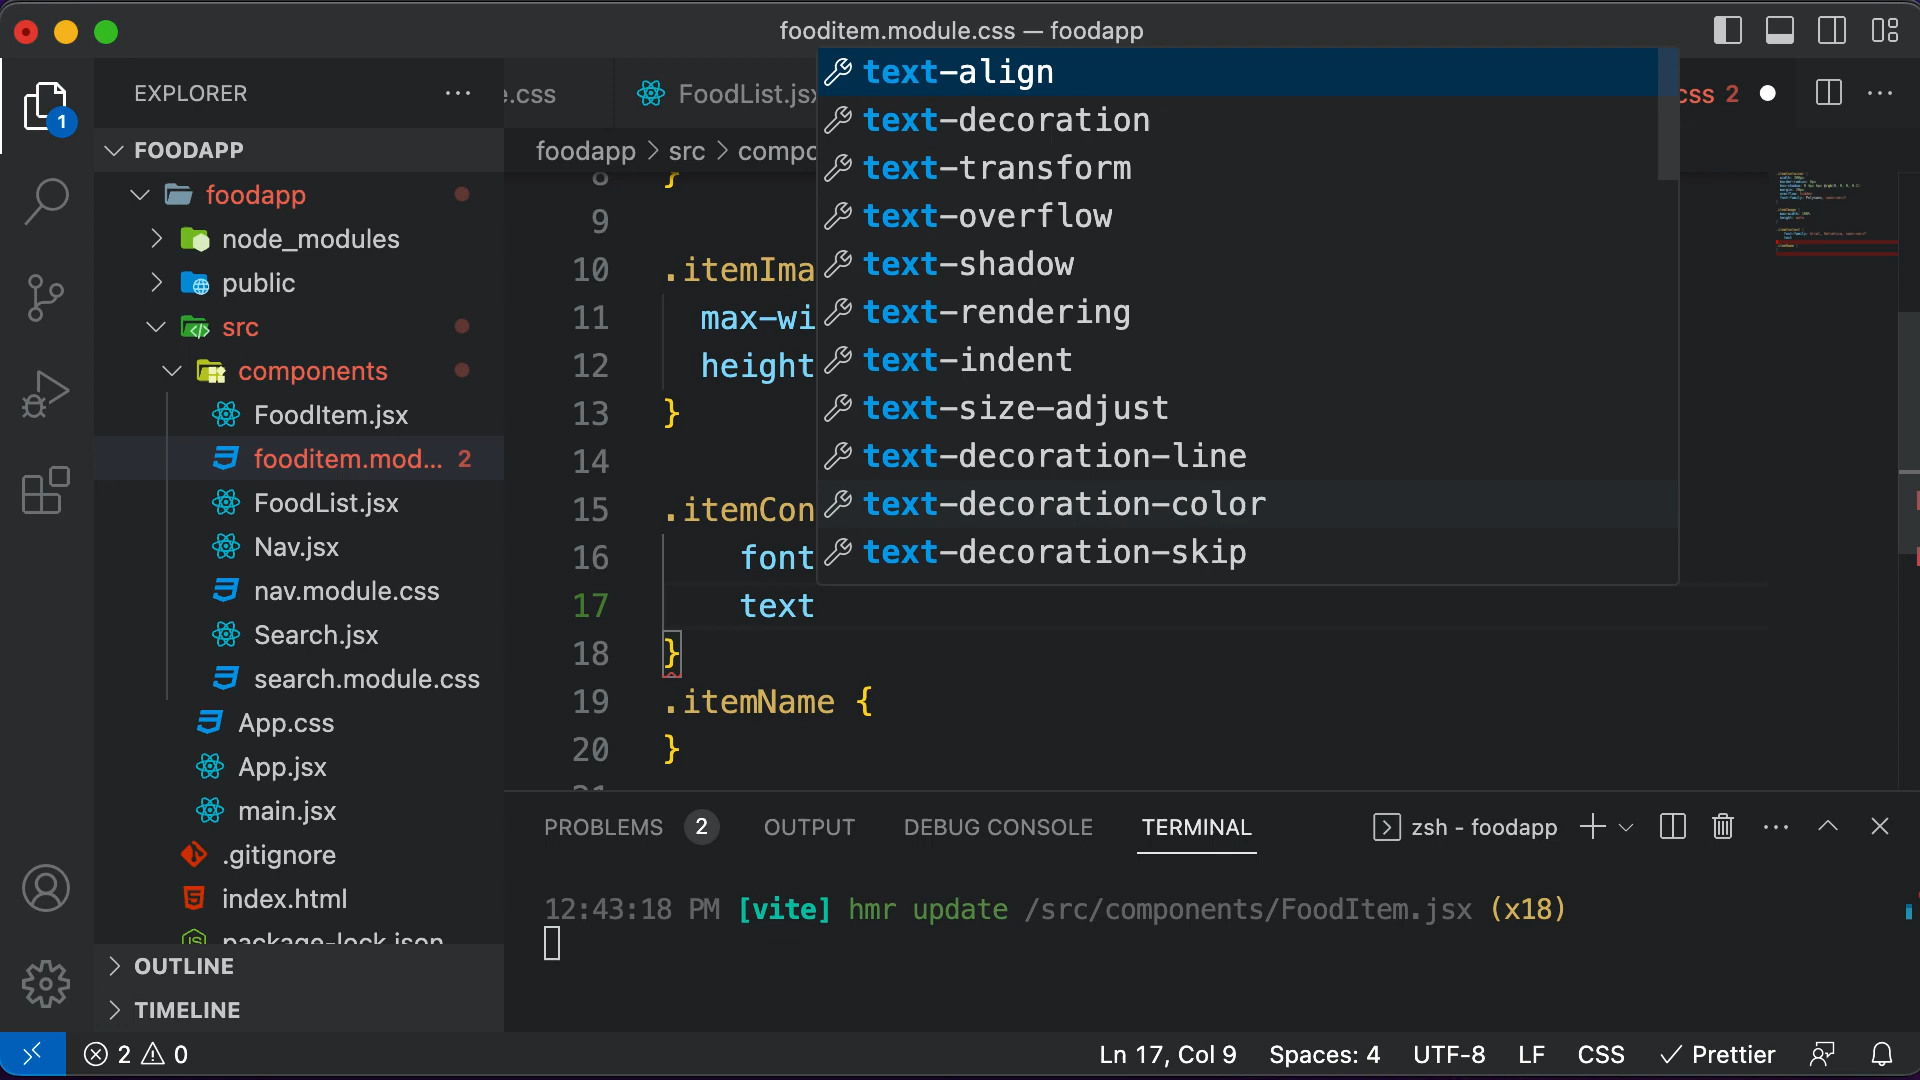 fooditem.module.css — foodapp
EXPLORER
e.css
FoodList.jsx
css 2
FOODAPP
foodapp > src > compo
foodapp
node_modules
public
src
components
FoodItem.jsx
fooditem.mod... 2
FoodList.jsx
Nav.jsx
nav.module.css
Search.jsx
search.module.css
App.css
App.jsx
main.jsx
.gitignore
index.html
package-lock.json
OUTLINE
TIMELINE
8 }
9
10 .itemIma
11 max-wi
12 height
13 }
14
15 .itemCon
16 font
17 text
18 }
19 .itemName {
20 }
21
text-align
text-decoration
text-transform
text-overflow
text-shadow
text-rendering
text-indent
text-size-adjust
text-decoration-line
text-decoration-color
text-decoration-skip
PROBLEMS 2 OUTPUT DEBUG CONSOLE TERMINAL zsh - foodapp
12:43:18 PM [vite] hmr update /src/components/FoodItem.jsx (x18)
1
2 0
Ln 17, Col 9 Spaces: 4 UTF-8 LF CSS Prettier